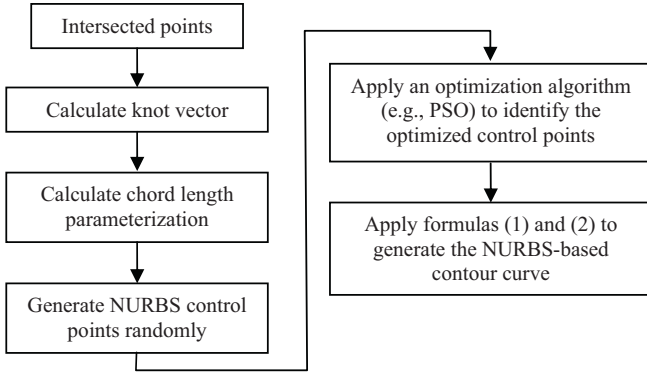 Intersected points
Calculate knot vector
Calculate chord length
parameterization
Generate NURBS control
points randomly
Apply an optimization algorithm
(e.g., PSO) to identify the
optimized control points
Apply formulas (1) and (2) to
generate the NURBS-based
contour curve